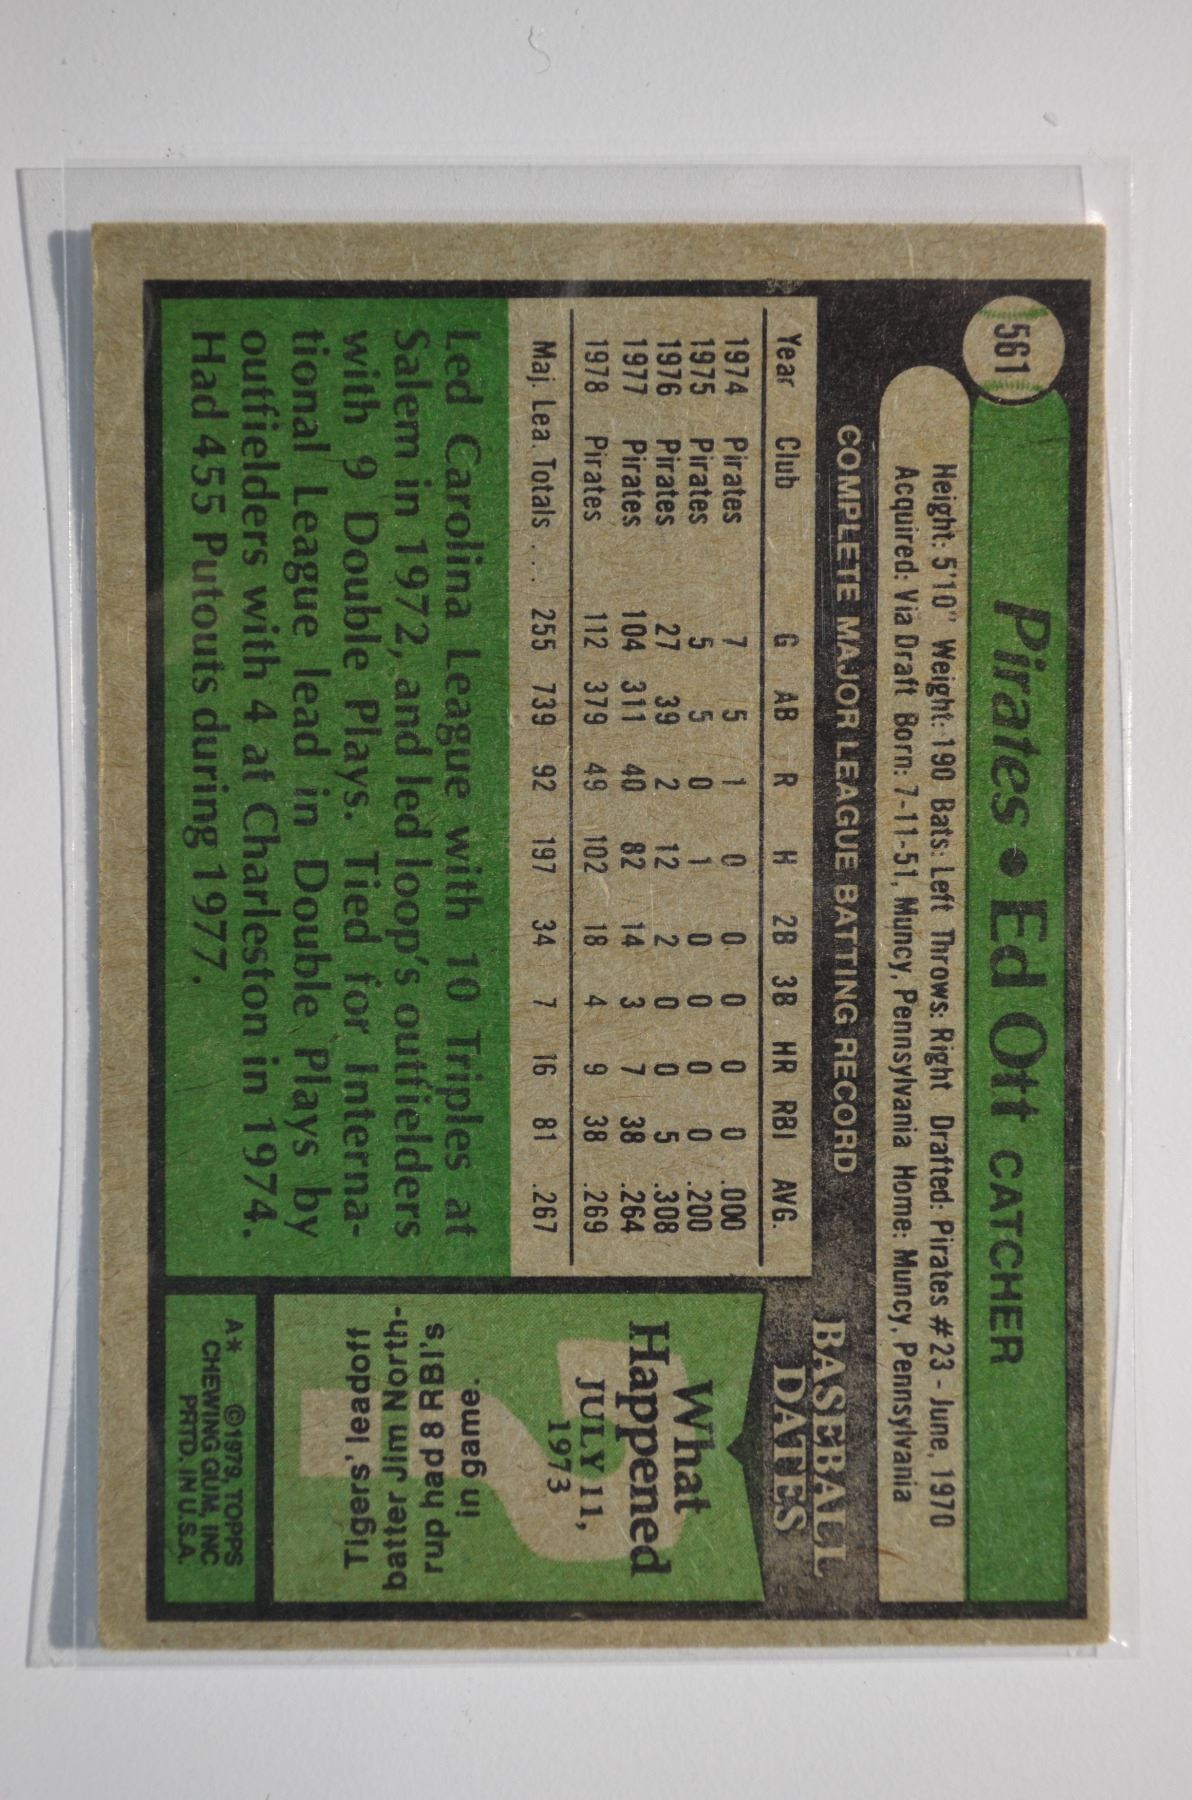 561
Pirates • Ed Ott CATCHER
Height: 5'10" Weight: 190 Bats: Left Throws: Right Drafted: Pirates #23 - June, 1970
Acquired: Via Draft Born: 7-11-51, Muncy, Pennsylvania Home: Muncy, Pennsylvania
COMPLETE MAJOR LEAGUE BATTING RECORD
Year Club G AB R H 2B 3B HR RBI AVG.
1974 Pirates 7 5 1 0 0 0 0 0 .000
1975 Pirates 5 5 0 1 0 0 0 0 .200
1976 Pirates 27 39 2 12 2 0 0 5 .308
1977 Pirates 104 311 40 82 14 3 7 38 .264
1978 Pirates 112 379 49 102 18 4 9 38 .269
Maj. Lea. Totals . . . 255 739 92 197 34 7 16 81 .267
Led Carolina League with 10 Triples at
Salem in 1972, and led loop's outfielders
with 9 Double Plays. Tied for Interna-
tional League lead in Double Plays by
outfielders with 4 at Charleston in 1974.
Had 455 Putouts during 1977.
BASEBALL
DATES
What
Happened
JULY 11,
1973
Tigers' leadoff
batter Jim North-
rup had 8 RBI's
in game.
A* ©1979 TOPPS
CHEWING GUM, INC
PRTD. IN U.S.A.